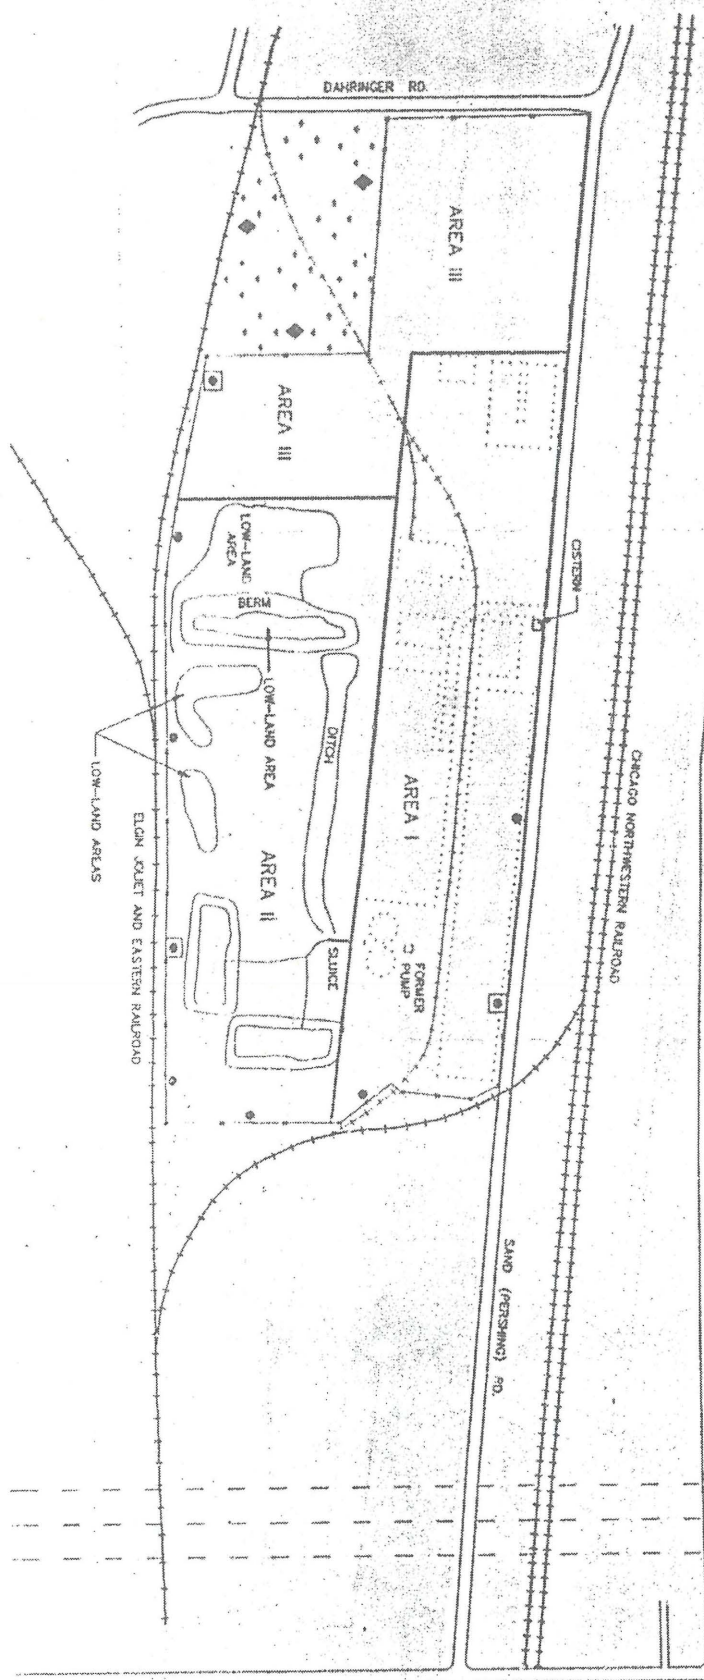 DAHRINGER RD.
AREA III
AREA III
CISTERN
LOW-LAND
AREA
BERM
LOW-LAND AREA
DITCH
CHICAGO NORTHWESTERN RAILROAD
AREA I
LOW-LAND AREAS
AREA II
ELGIN JOLIET AND EASTERN RAILROAD
SLUICE
FORMER
PUMP
SAND (PERSHING) RD.